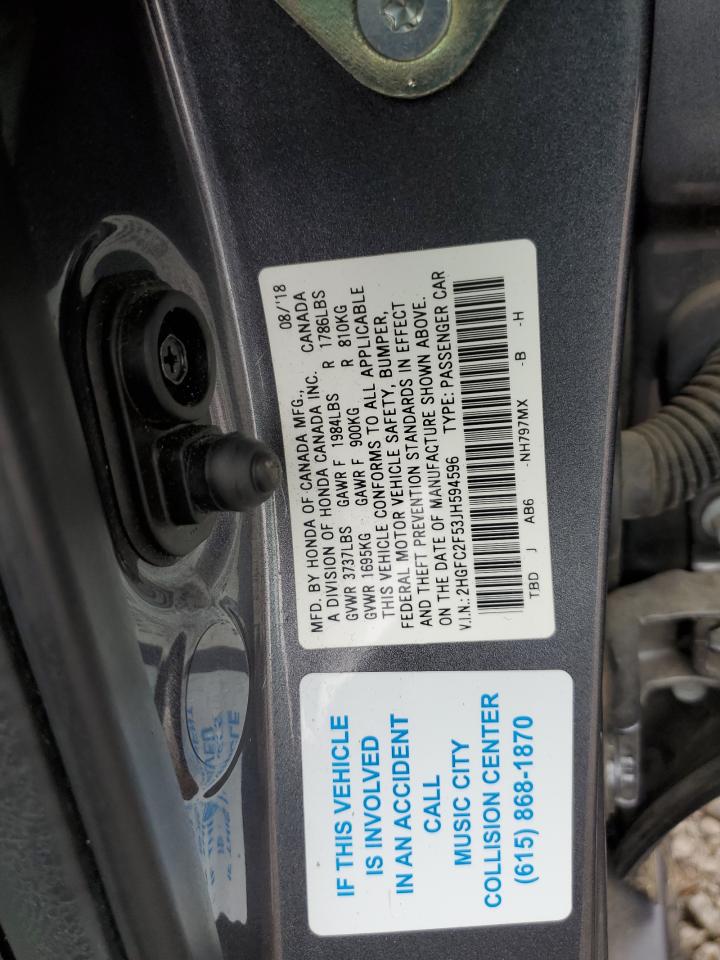 MFD. BY HONDA OF CANADA MFG., 08/'18
A DIVISION OF HONDA CANADA INC. CANADA
GVWR 3737LBS GAWR F 1984LBS R 1786LBS
GVWR 1695KG GAWR F 900KG R 810KG
THIS VEHICLE CONFORMS TO ALL APPLICABLE
FEDERAL MOTOR VEHICLE SAFETY, BUMPER,
AND THEFT PREVENTION STANDARDS IN EFFECT
ON THE DATE OF MANUFACTURE SHOWN ABOVE.
V.I.N.:2HGFC2F53JH594596 TYPE: PASSENGER CAR
TBD J AB6 -NH797MX -B -H
IF THIS VEHICLE
IS INVOLVED
IN AN ACCIDENT
CALL
MUSIC CITY
COLLISION CENTER
(615) 868-1870